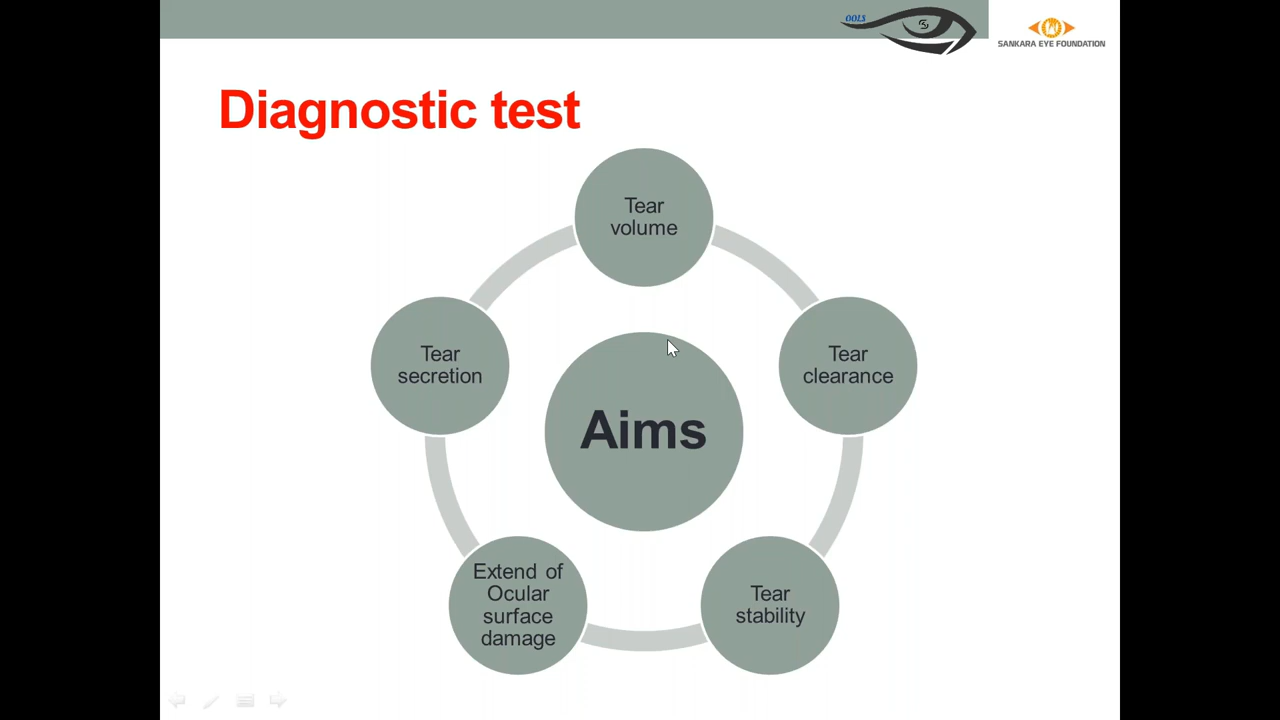 OOLS
SANKARA EYE FOUNDATION
Diagnostic test
Tear
volume
Tear
secretion
Tear
clearance
Aims
Extend of
Ocular
surface
damage
Tear
stability